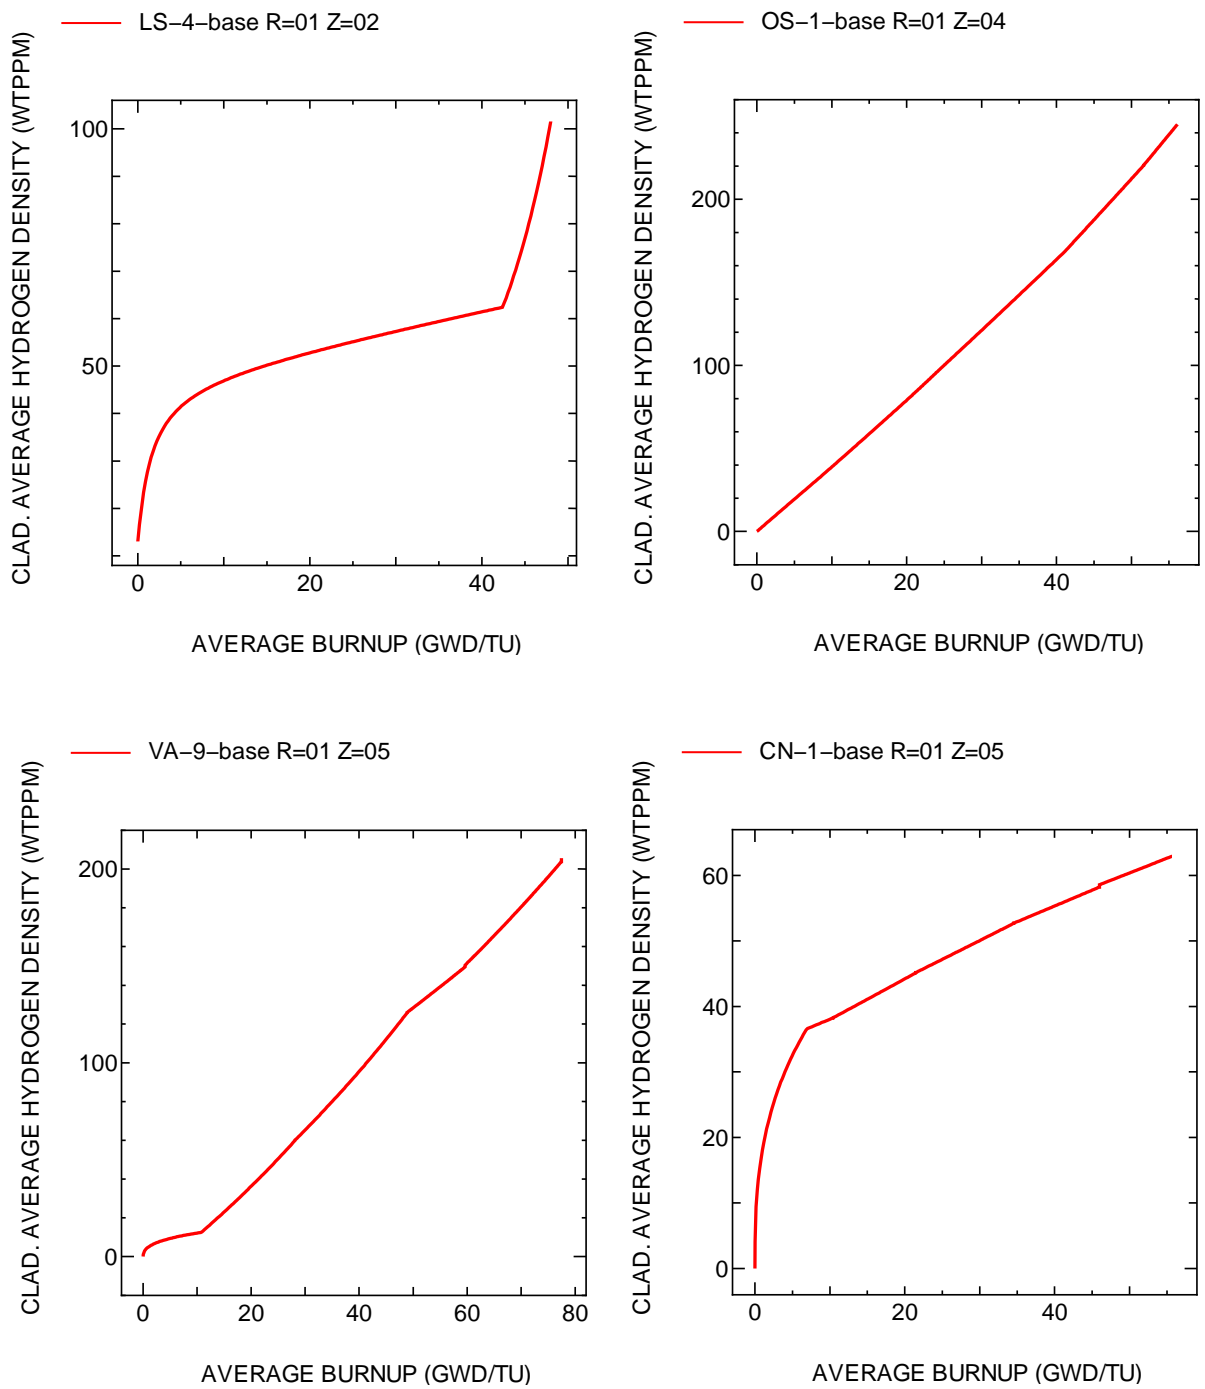 LS−4−base R=01 Z=02
CLAD. AVERAGE HYDROGEN DENSITY (WTPPM)
100
50
0 20 40
AVERAGE BURNUP (GWD/TU)
OS−1−base R=01 Z=04
CLAD. AVERAGE HYDROGEN DENSITY (WTPPM)
200
100
0
0 20 40
AVERAGE BURNUP (GWD/TU)
VA−9−base R=01 Z=05
CLAD. AVERAGE HYDROGEN DENSITY (WTPPM)
200
100
0
0 20 40 60 80
AVERAGE BURNUP (GWD/TU)
CN−1−base R=01 Z=05
CLAD. AVERAGE HYDROGEN DENSITY (WTPPM)
60
40
20
0
0 20 40
AVERAGE BURNUP (GWD/TU)